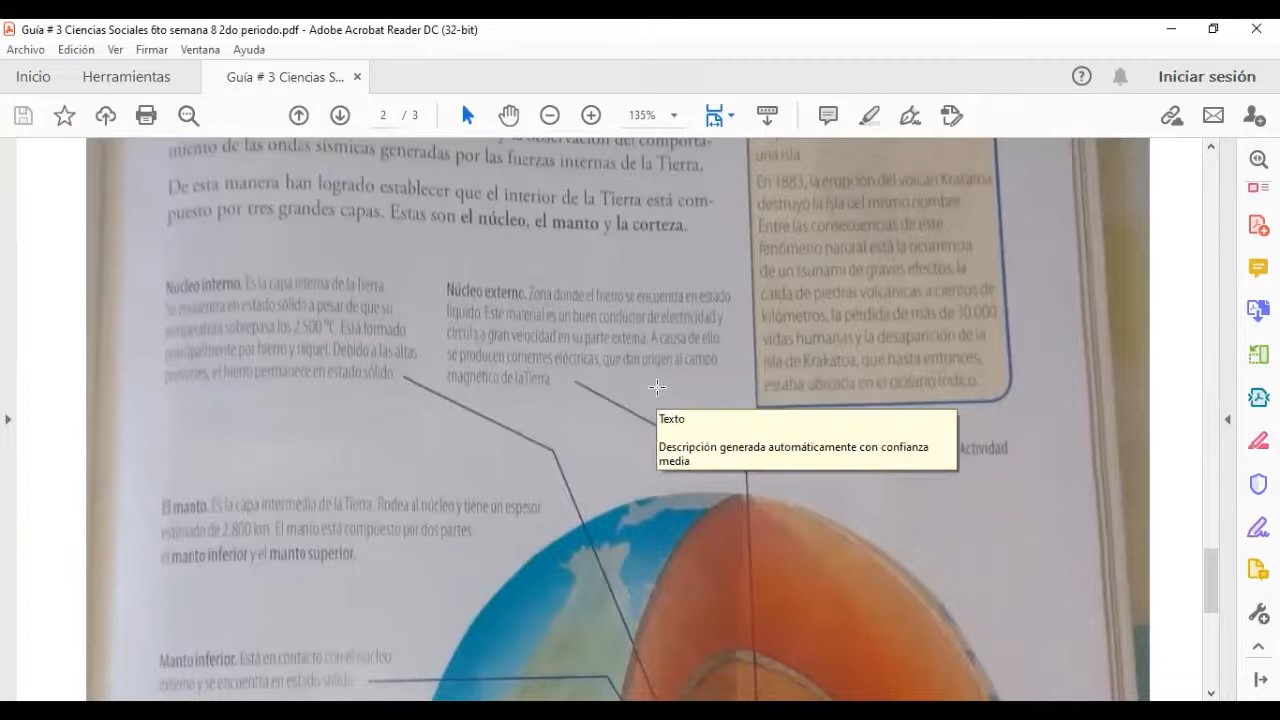 Guía # 3 Ciencias Sociales 6to semana 8 2do periodo.pdf - Adobe Acrobat Reader DC (32-bit)
Archivo Edición Ver Firmar Ventana Ayuda
Inicio Herramientas Guía # 3 Ciencias S... × Iniciar sesión
2 / 3 135%
miento de las ondas sísmicas generadas por las fuerzas internas de la Tierra.
De esta manera han logrado establecer que el interior de la Tierra está com-
puesto por tres grandes capas. Estas son el núcleo, el manto y la corteza.
una isla.
En 1883, la erupción del volcán Krakatoa
destruyó la isla del mismo nombre.
Entre las consecuencias de este
fenómeno natural está la ocurrencia
de un tsunami de graves efectos, la
caída de piedras volcánicas a cientos de
kilómetros, la pérdida de más de 30.000
vidas humanas y la desaparición de la
isla de Krakatoa, que hasta entonces,
estaba ubicada en el océano Índico.
Núcleo interno. Es la capa interna de la Tierra.
Se encuentra en estado sólido a pesar de que su
temperatura sobrepasa los 2.500 °C. Está formado
principalmente por hierro y níquel. Debido a las altas
presiones, el hierro permanece en estado sólido.
Núcleo externo. Zona donde el hierro se encuentra en estado
líquido. Este material es un buen conductor de electricidad y
circula a gran velocidad en su parte externa. A causa de ello
se producen corrientes eléctricas, que dan origen al campo
magnético de la Tierra.
Texto
Descripción generada automáticamente con confianza
media
Actividad
El manto. Es la capa intermedia de la Tierra. Rodea al núcleo y tiene un espesor
estimado de 2.800 km. El manto está compuesto por dos partes:
el manto inferior y el manto superior.
Manto inferior. Está en contacto con el núcleo
externo y se encuentra en estado sólido.